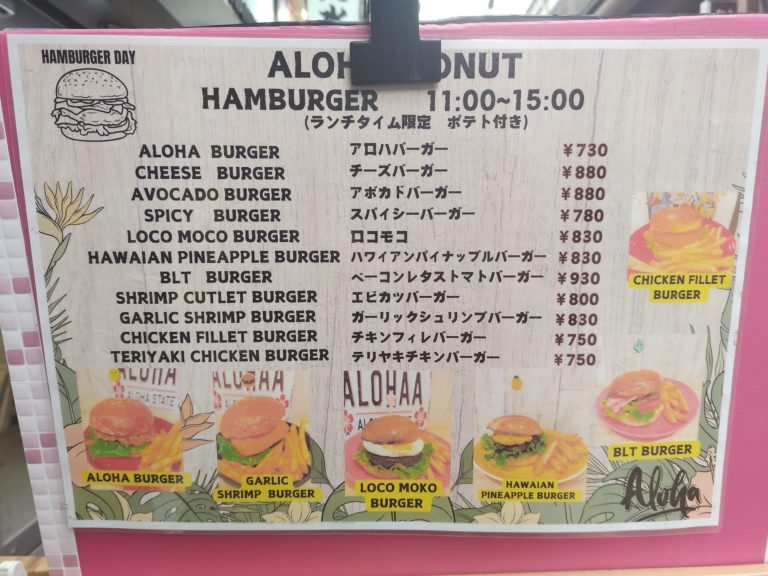 HAMBURGER DAY
ALOH ONUT
HAMBURGER 11:00~15:00
(ランチタイム限定 ポテト付き)
ALOHA BURGER アロハバーガー ¥730
CHEESE BURGER チーズバーガー ¥880
AVOCADO BURGER アボカドバーガー ¥880
SPICY BURGER スパイシーバーガー ¥780
LOCO MOCO BURGER ロコモコ ¥830
HAWAIAN PINEAPPLE BURGER ハワイアンパイナップルバーガー ¥830
BLT BURGER ベーコンレタストマトバーガー ¥930
SHRIMP CUTLET BURGER エビカツバーガー ¥800
GARLIC SHRIMP BURGER ガーリックシュリンプバーガー ¥830
CHICKEN FILLET BURGER チキンフィレバーガー ¥750
TERIYAKI CHICKEN BURGER テリヤキチキンバーガー ¥750
CHICKEN FILLET
BURGER
ALOHA
ALOHA STATE
ALOHA BURGER
GARLIC
SHRIMP BURGER
ALOHAA
LOCO MOKO
BURGER
HAWAIAN
PINEAPPLE BURGER
BLT BURGER
Aloha